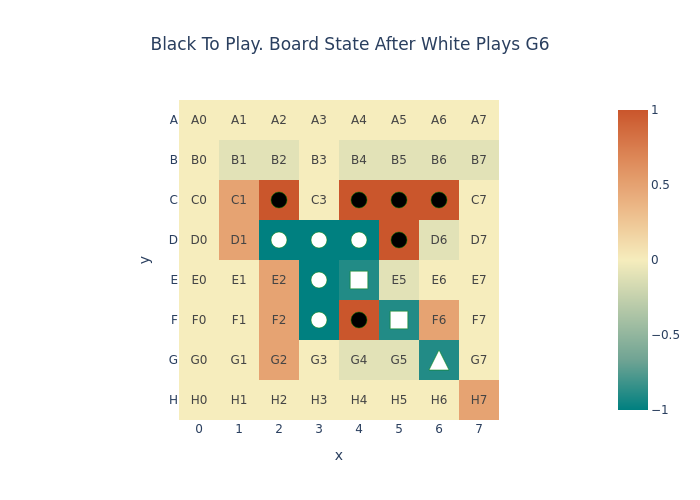 Black To Play. Board State After White Plays G6
A A0 A1 A2 A3 A4 A5 A6 A7
B B0 B1 B2 B3 B4 B5 B6 B7
C C0 C1 C3 C7
D D0 D1 D6 D7
E E0 E1 E2 E5 E6 E7
F F0 F1 F2 F6 F7
G G0 G1 G2 G3 G4 G5 G7
H H0 H1 H2 H3 H4 H5 H6 H7
0 1 2 3 4 5 6 7
x
y
1
0.5
0
−0.5
−1